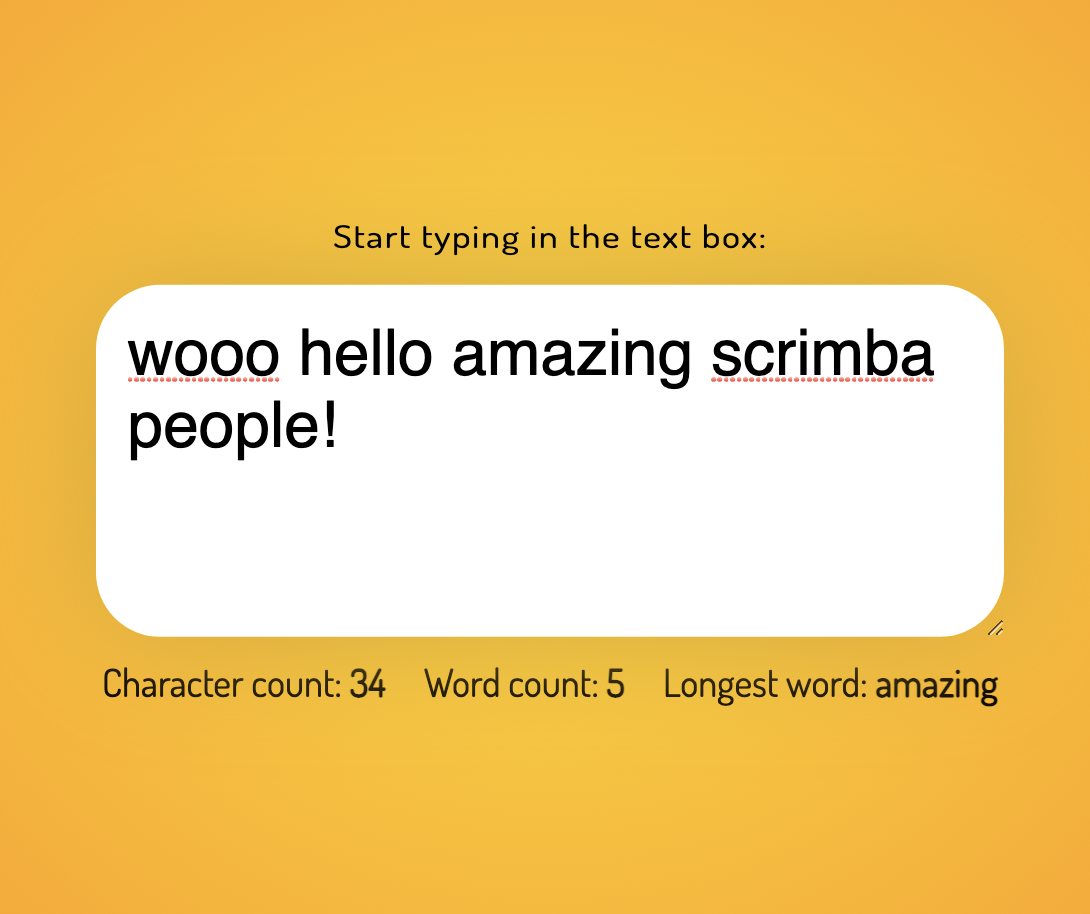 Start typing in the text box:
wooo hello amazing scrimba
people!
Character count: 34 Word count: 5 Longest word: amazing